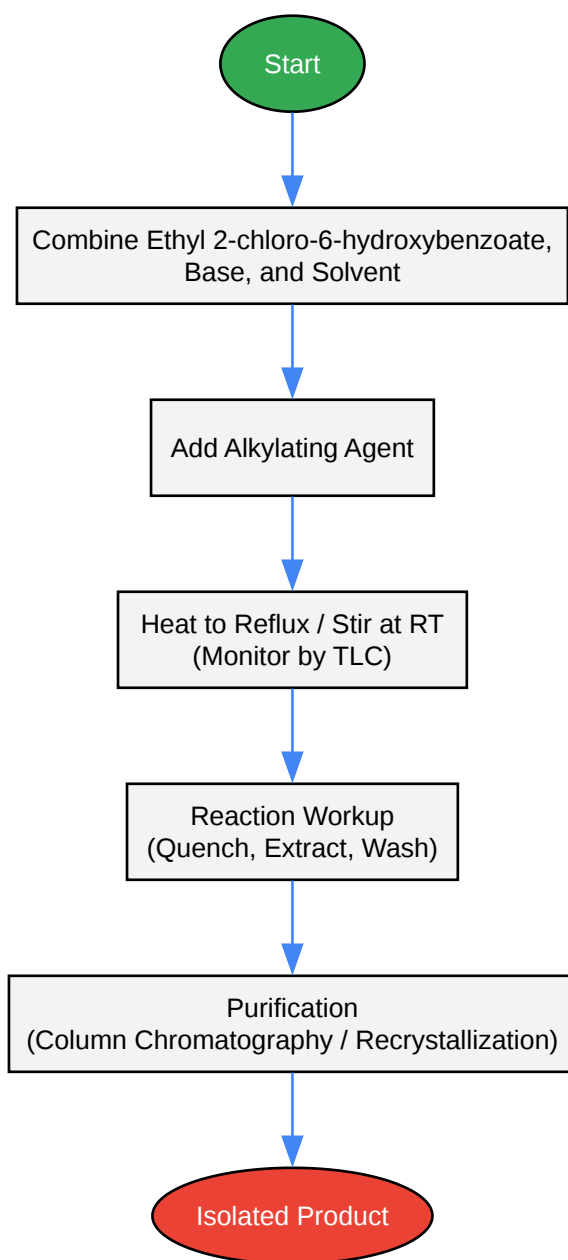 Start
Combine Ethyl 2-chloro-6-hydroxybenzoate,
Base, and Solvent
Add Alkylating Agent
Heat to Reflux / Stir at RT
(Monitor by TLC)
Reaction Workup
(Quench, Extract, Wash)
Purification
(Column Chromatography / Recrystallization)
Isolated Product